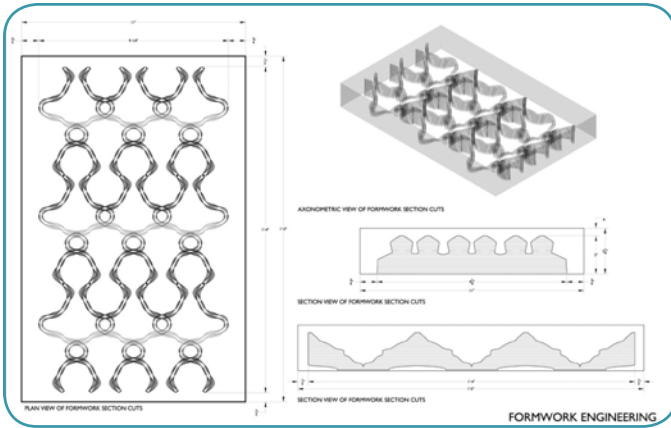 AXONOMETRIC VIEW OF FORMWORK SECTION CUTS
SECTION VIEW OF FORMWORK SECTION CUTS
SECTION VIEW OF FORMWORK SECTION CUTS
PLAN VIEW OF FORMWORK SECTION CUTS
FORMWORK ENGINEERING